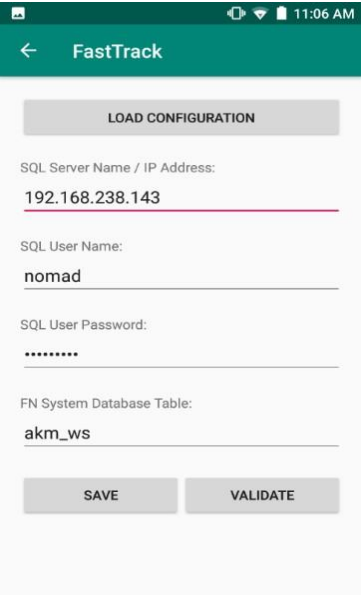 11:06 AM
FastTrack
LOAD CONFIGURATION
SQL Server Name / IP Address:
192.168.238.143
SQL User Name:
nomad
SQL User Password:
•••••••••
FN System Database Table:
akm_ws
SAVE VALIDATE